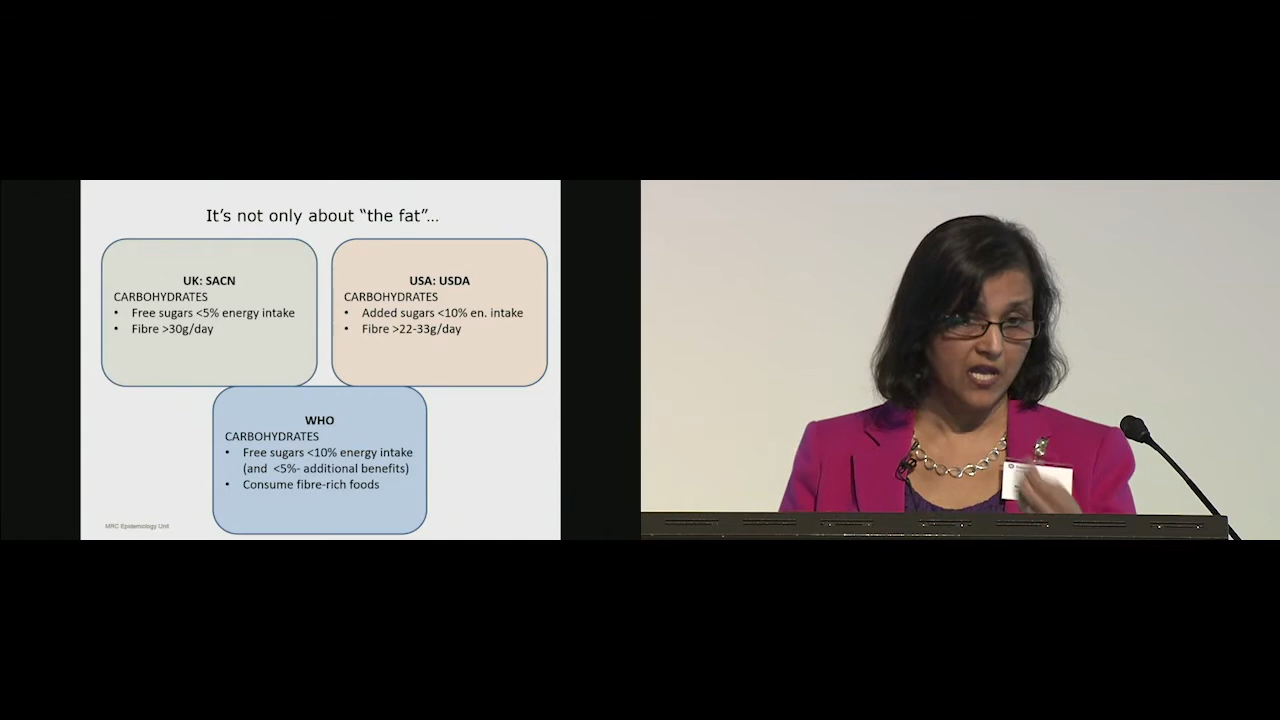 It's not only about “the fat”…
UK: SACN
CARBOHYDRATES
• Free sugars <5% energy intake
• Fibre >30g/day
USA: USDA
CARBOHYDRATES
• Added sugars <10% en. intake
• Fibre >22-33g/day
WHO
CARBOHYDRATES
• Free sugars <10% energy intake
(and <5%- additional benefits)
• Consume fibre-rich foods
MRC Epidemiology Unit